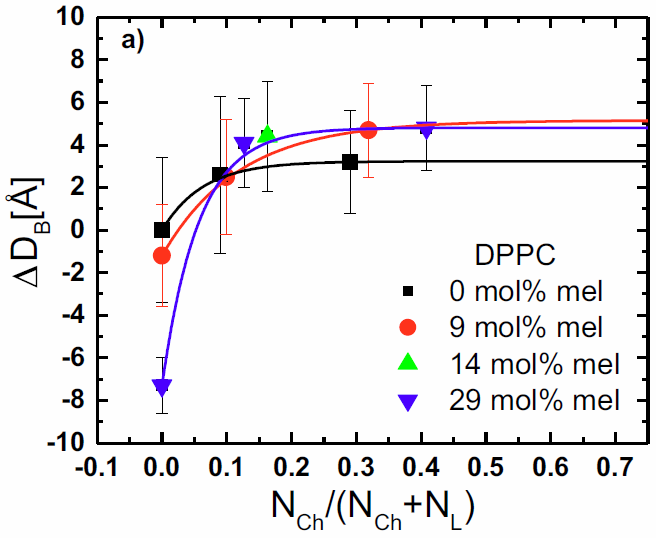 a)
10
8
6
4
2
0
-2
-4
-6
-8
-10
ΔD_B[Å]
DPPC
0 mol% mel
9 mol% mel
14 mol% mel
29 mol% mel
-0.1 0.0 0.1 0.2 0.3 0.4 0.5 0.6 0.7
N_Ch/(N_Ch+N_L)